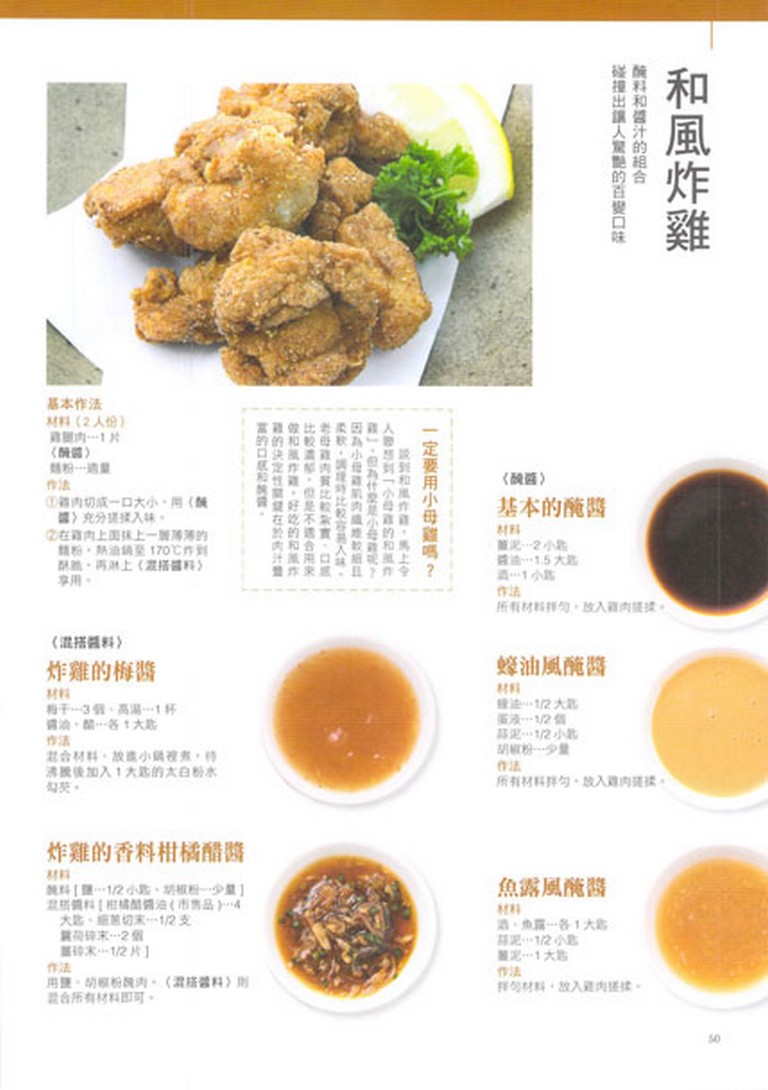 和風炸雞
醃料和醬汁的組合
碰撞出讓人驚艷的百變口味
基本作法
材料（2人份）
雞腿肉…1片
〈醃醬〉
麵粉…適量
作法
①雞肉切成一口大小，用〈醃
醬〉充分搓揉入味。
②在雞肉上面抹上一層薄薄的
麵粉，熱油鍋至170℃炸到
酥脆，再淋上〈混搭醬料〉
享用。
一定要用小母雞嗎？
說到和風炸雞，馬上令
人聯想到「小母雞的和風炸
雞」。但為什麼是小母雞呢？
因為小母雞肌肉纖維較細且
柔軟，調理時比較容易入味、
老母雞肉質比較紮實、口感
比較濃郁，但是不適合用來
做和風炸雞。好吃的和風炸
雞的決定性關鍵在於肉汁豐
富的口感和醃醬。
〈醃醬〉
基本的醃醬
材料
薑泥…2小匙
醬油…1.5大匙
酒…1小匙
作法
所有材料拌勻，放入雞肉搓揉。
蠔油風醃醬
材料
蠔油…1/2大匙
蛋液…1/2個
蒜泥…1/2小匙
胡椒粉…少量
作法
所有材料拌勻，放入雞肉搓揉。
魚露風醃醬
材料
酒、魚露…各1大匙
蒜泥…1/2小匙
薑泥…1大匙
作法
拌勻材料，放入雞肉搓揉。
〈混搭醬料〉
炸雞的梅醬
材料
梅干…3個、高湯…1杯
醬油、醋…各1大匙
作法
混合材料，放進小鍋裡煮，待
沸騰後加入1大匙的太白粉水
勾芡。
炸雞的香料柑橘醋醬
材料
醃料 [ 鹽…1/2小匙、胡椒粉…少量 ]
混搭醬料 [ 柑橘醋醬油 ( 市售品 )…4
大匙、細蔥切末…1/2支
蘘荷碎末…2個
薑碎末…1/2片 ]
作法
用鹽、胡椒粉醃肉。〈混搭醬料〉則
混合所有材料即可。
50